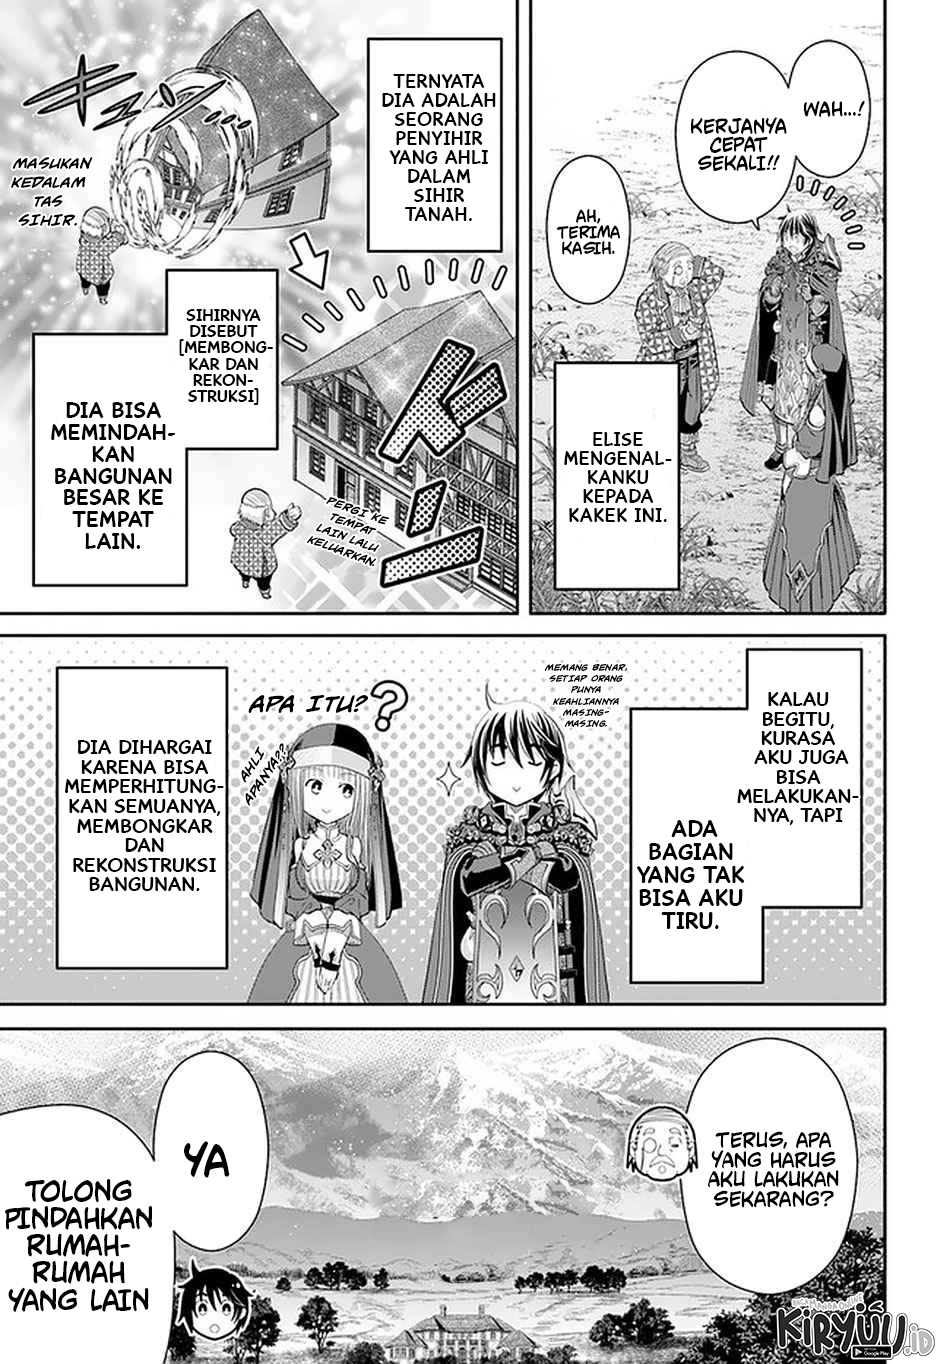 WAH...!
KERJANYA
CEPAT
SEKALI!!
AH,
TERIMA
KASIH.
ELISE
MENGENAL-
KANKU
KEPADA
KAKEK INI.
TERNYATA
DIA ADALAH
SEORANG
PENYIHIR
YANG AHLI
DALAM
SIHIR
TANAH.
MASUKAN
KEDALAM
TAS
SIHIR.
SIHIRNYA
DISEBUT
[MEMBONG-
KAR DAN
REKON-
STRUKSI]
DIA BISA
MEMINDAH-
KAN
BANGUNAN
BESAR KE
TEMPAT
LAIN.
PERGI KE
TEMPAT
LAIN LALU
KELUARKAN.
KALAU
BEGITU,
KURASA
AKU JUGA
BISA
MELAKUKAN-
NYA, TAPI
ADA
BAGIAN
YANG TAK
BISA AKU
TIRU.
MEMANG BENAR,
SETIAP ORANG
PUNYA
KEAHLIANNYA
MASING-
MASING.
APA ITU?
?
AHLI
APANYA??
DIA DIHARGAI
KARENA BISA
MEMPERHITUNG-
KAN SEMUANYA,
MEMBONGKAR
DAN
REKONSTRUKSI
BANGUNAN.
TERUS, APA
YANG HARUS
AKU LAKUKAN
SEKARANG?
YA
TOLONG
PINDAHKAN
RUMAH-
RUMAH
YANG LAIN
KIRYUU.id
Google Play